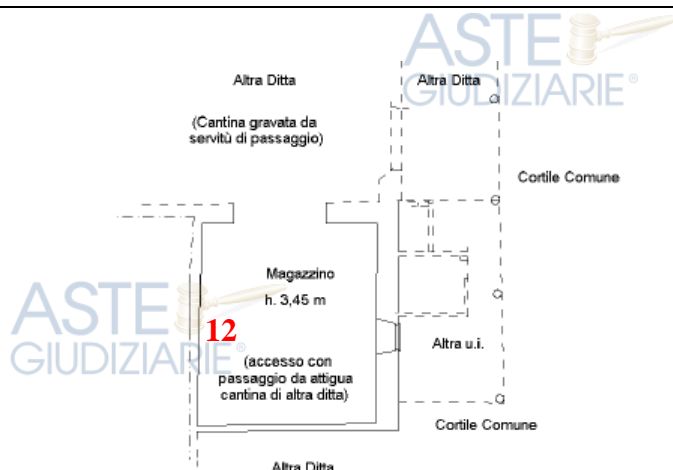 ASTE
GIUDIZIARIE®
Altra Ditta
Altra Ditta
(Cantina gravata da
servitù di passaggio)
Cortile Comune
Magazzino
h. 3,45 m
ASTE
GIUDIZIARIE®
12
Altra u.i.
(accesso con
passaggio da attigua
cantina di altra ditta)
Cortile Comune
Altra Ditta